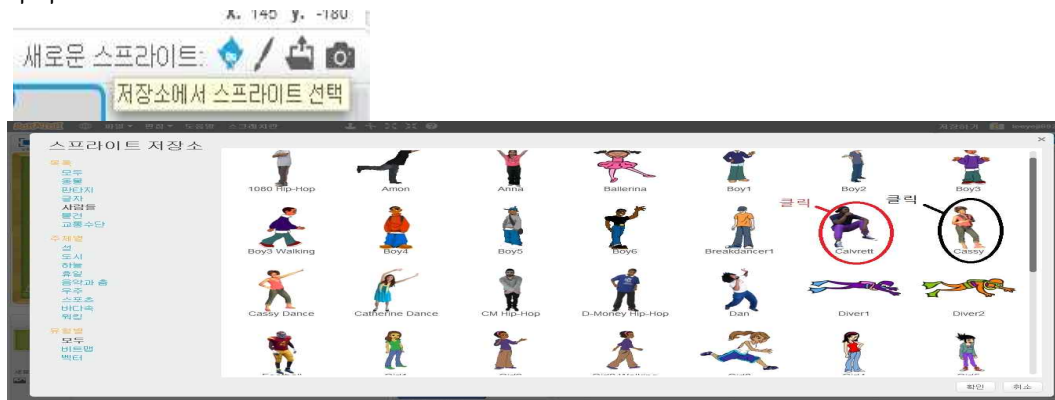 x: 145 y: -180
새로운 스프라이트:
저장소에서 스프라이트 선택
스프라이트 저장소
목록
모두
동물
판타지
글자
사람들
물건
교통수단
주제별
성
도시
하늘
휴일
음악과 춤
우주
스포츠
바다속
워킹
유형별
모두
비트맵
벡터
1080 Hip-Hop Amon Anna Ballerina Boy1 Boy2 Boy3
클릭 클릭
Boy3 Walking Boy4 Boy5 Boy6 Breakdancer1 Calvrett Cassy
Cassy Dance Catherine Dance CM Hip-Hop D-Money Hip-Hop Dan Diver1 Diver2
확인 취소